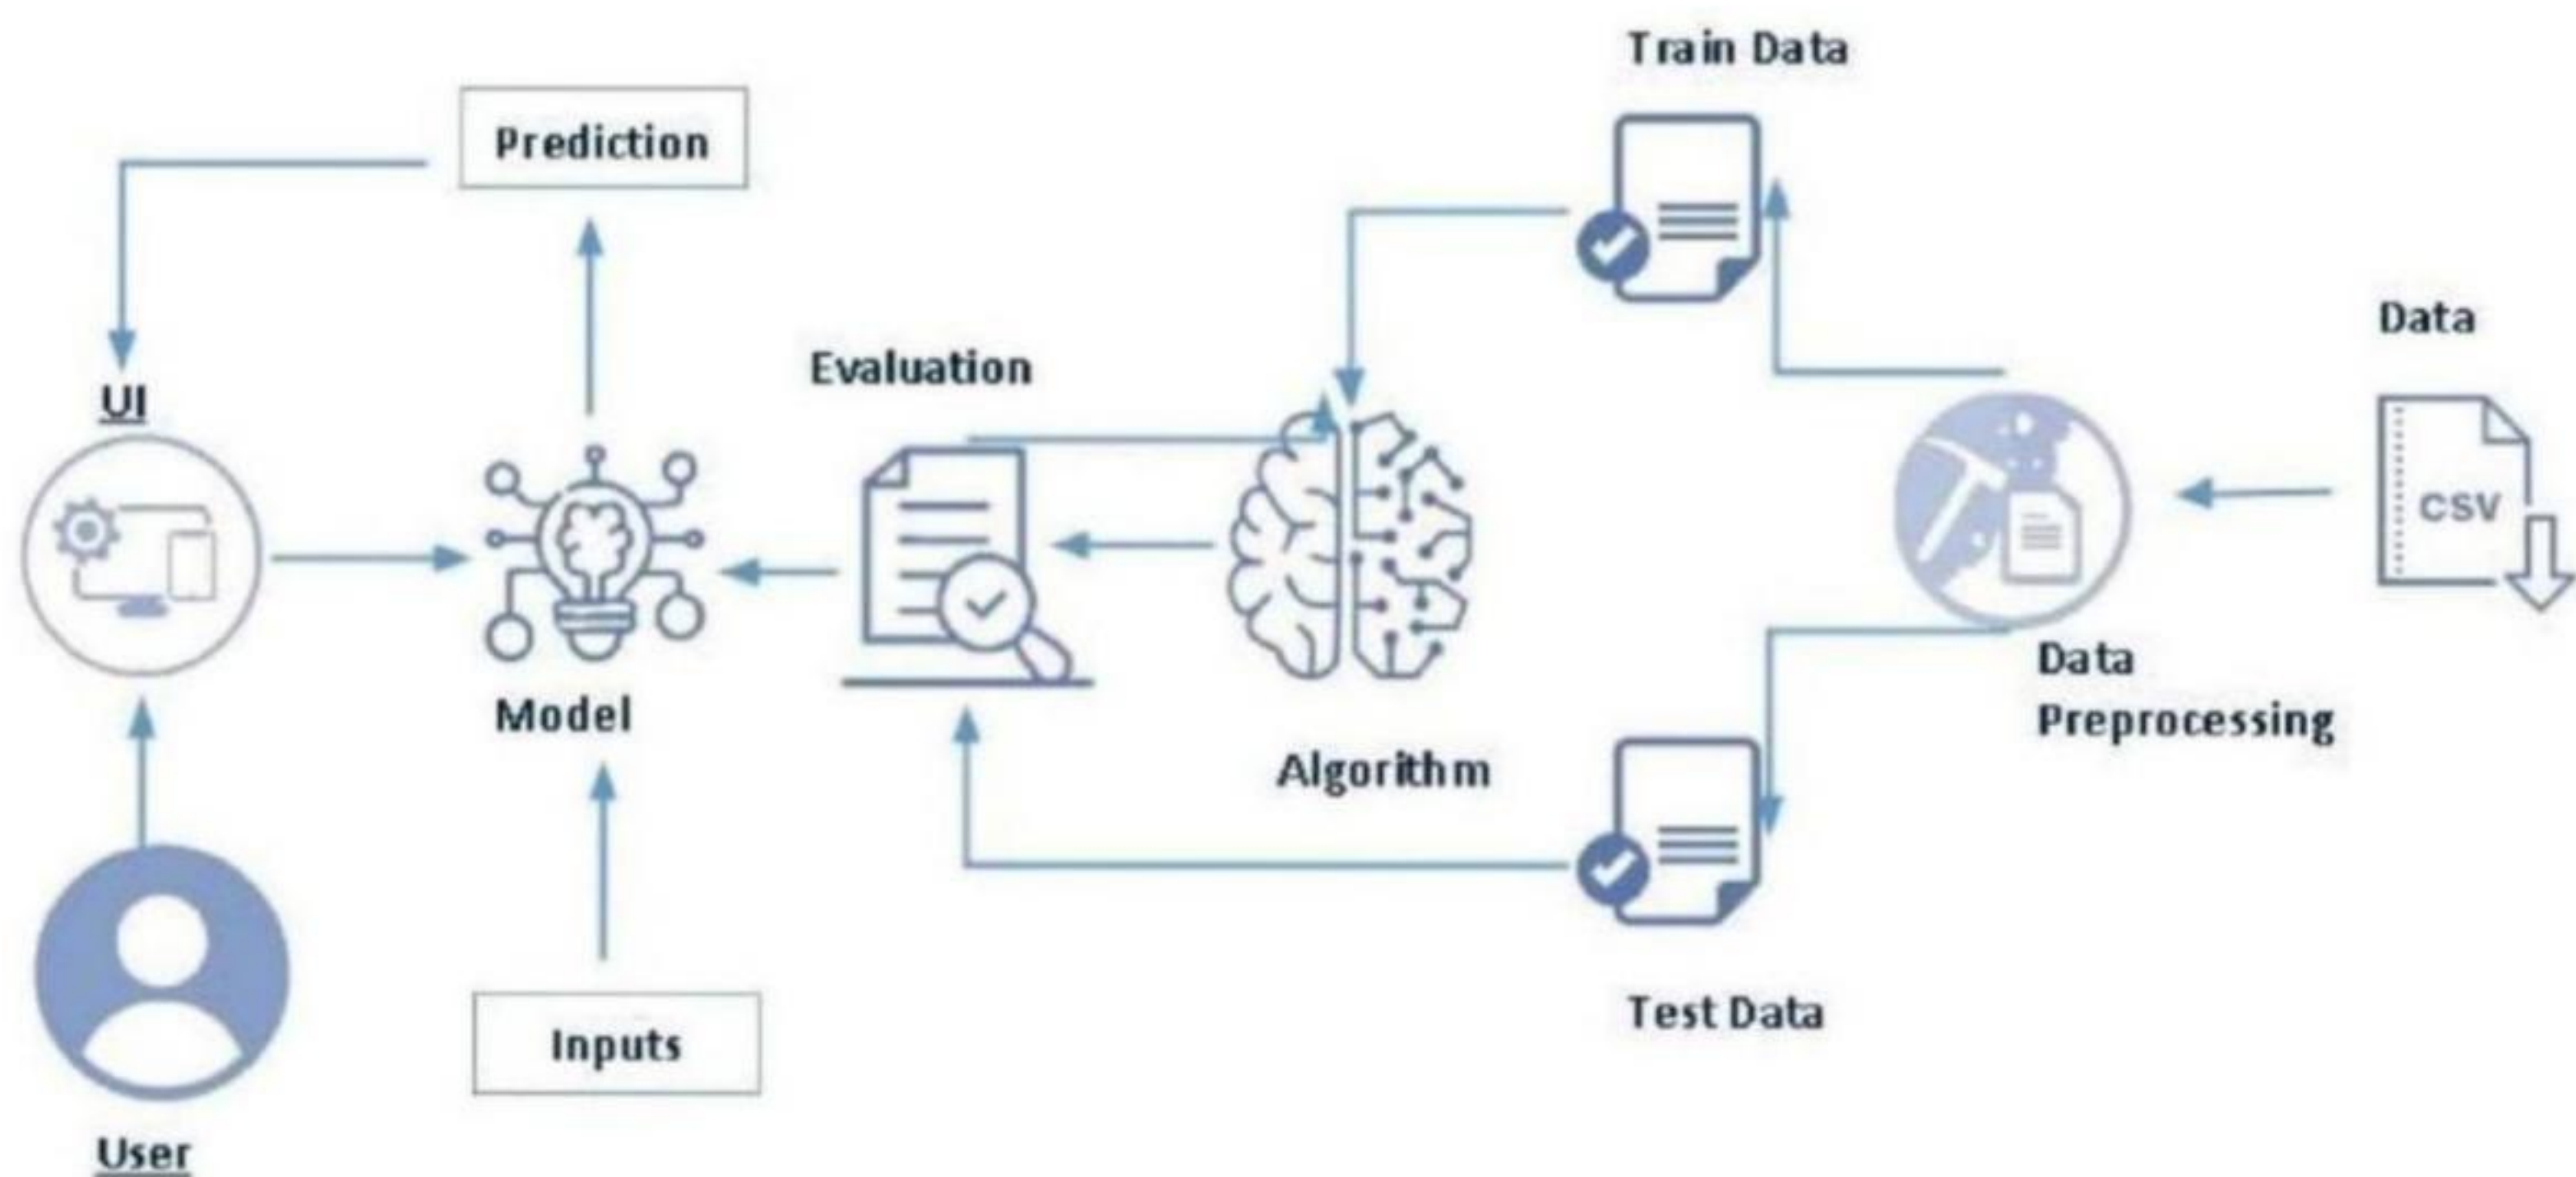 Train Data
Prediction
Data
Evaluation
UI
CSV
Data
Preprocessing
Model
Algorithm
Test Data
Inputs
User